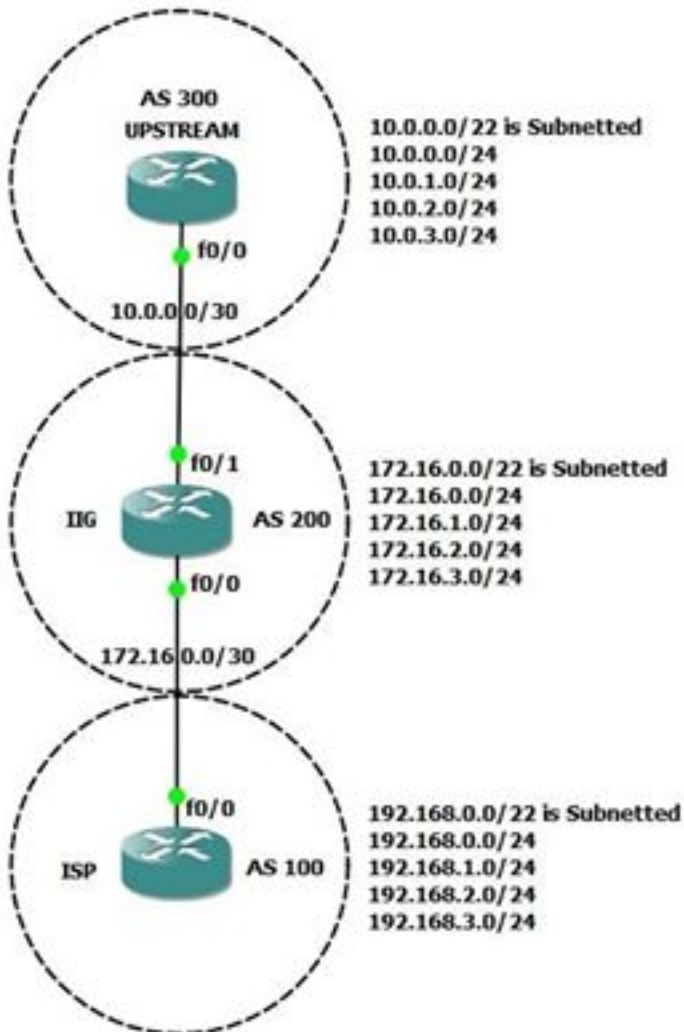 AS 300
UPSTREAM
10.0.0.0/22 is Subnetted
10.0.0.0/24
10.0.1.0/24
10.0.2.0/24
10.0.3.0/24
f0/0
10.0.0.0/30
f0/1
IIG
AS 200
172.16.0.0/22 is Subnetted
172.16.0.0/24
172.16.1.0/24
172.16.2.0/24
172.16.3.0/24
f0/0
172.16.0.0/30
f0/0
ISP
AS 100
192.168.0.0/22 is Subnetted
192.168.0.0/24
192.168.1.0/24
192.168.2.0/24
192.168.3.0/24